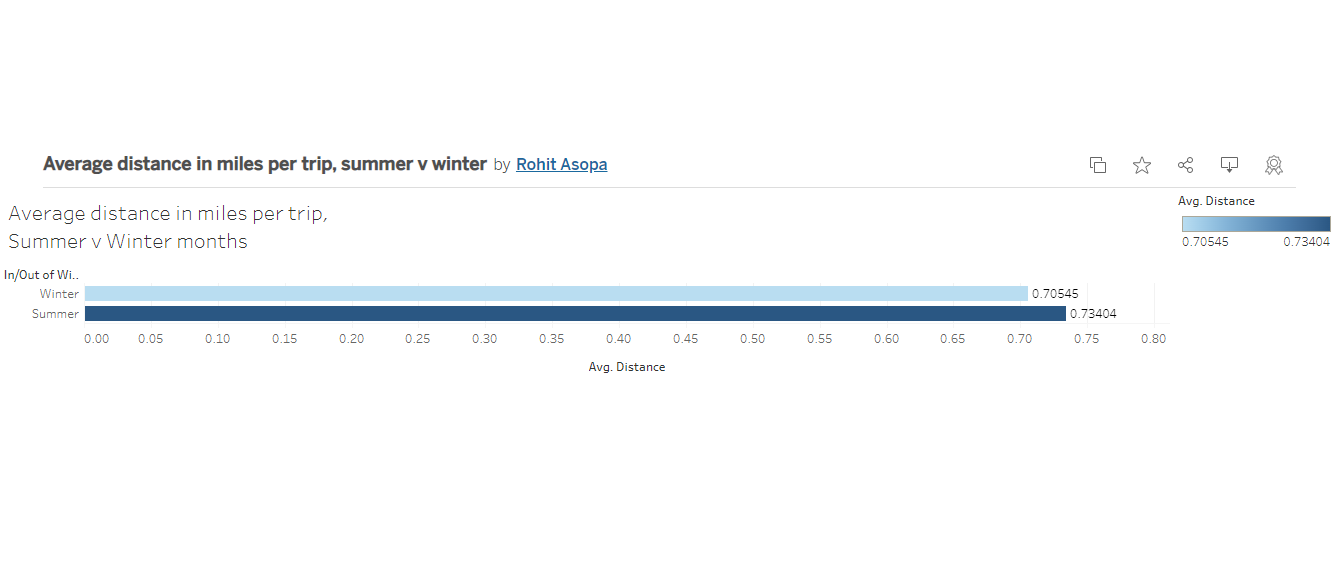 Average distance in miles per trip, summer v winter by Rohit Asopa
Average distance in miles per trip,
Summer v Winter months
Avg. Distance
0.70545 0.73404
In/Out of Wi..
Winter 0.70545
Summer 0.73404
0.00 0.05 0.10 0.15 0.20 0.25 0.30 0.35 0.40 0.45 0.50 0.55 0.60 0.65 0.70 0.75 0.80
Avg. Distance